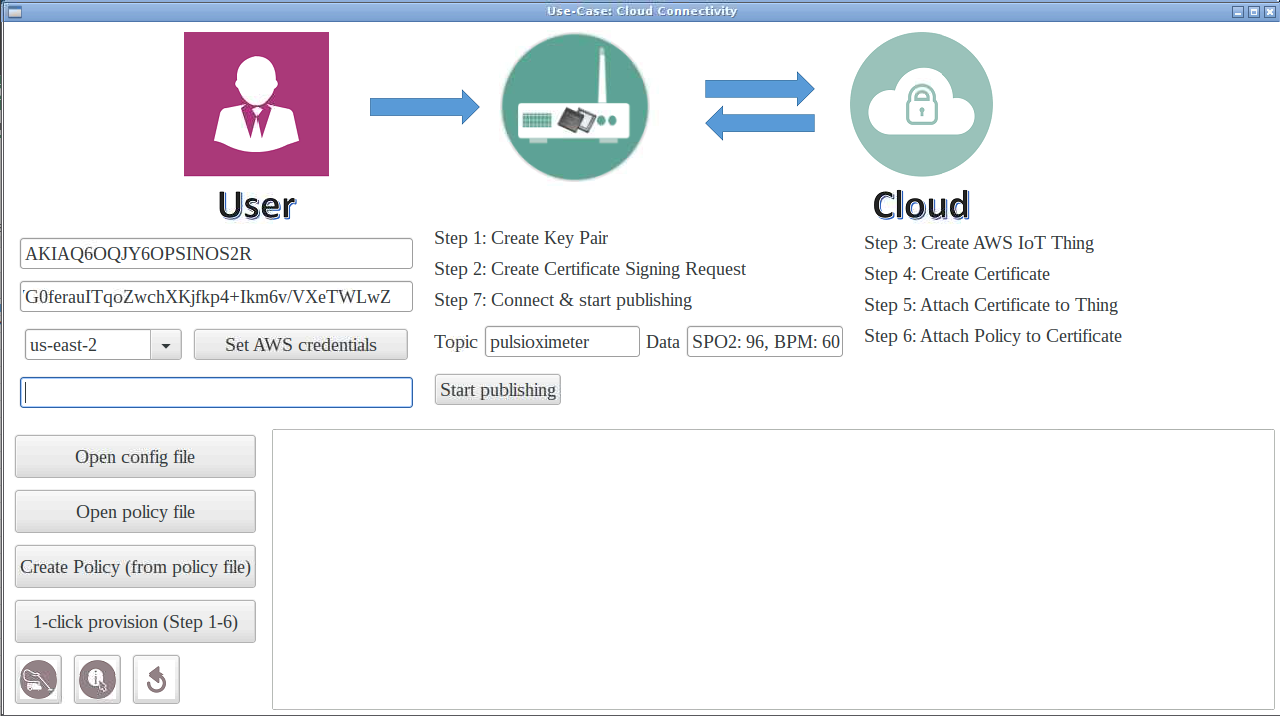 Use-Case: Cloud Connectivity
User
Cloud
AKIAQ6OQJY6OPSINOS2R
G0ferauITqoZwchXKjfkp4+Ikm6v/VXeTWLwZ
us-east-2
Set AWS credentials
Step 1: Create Key Pair
Step 2: Create Certificate Signing Request
Step 7: Connect & start publishing
Topic pulsioximeter Data SPO2: 96, BPM: 60
Start publishing
Step 3: Create AWS IoT Thing
Step 4: Create Certificate
Step 5: Attach Certificate to Thing
Step 6: Attach Policy to Certificate
Open config file
Open policy file
Create Policy (from policy file)
1-click provision (Step 1-6)